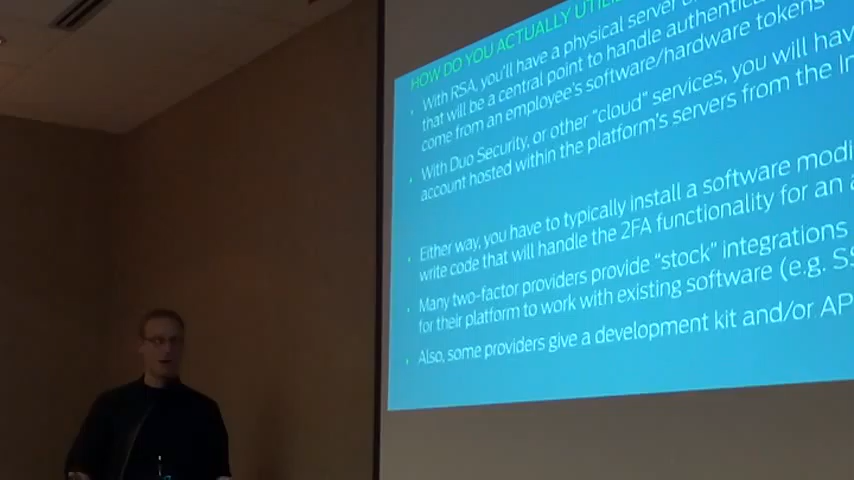 HOW DO YOU ACTUALLY
With RSA, you'll have a physical server
that will be a central point to handle
come from an employee's software/hardware tokens
With Duo Security, or other "cloud" services, you will
account hosted within the platform's servers from the
Either way, you have to typically install a software
write code that will handle the 2FA functionality for an
Many two-factor providers provide "stock" integrations
for their platform to work with existing software (e.g.
Also, some providers give a development kit and/or